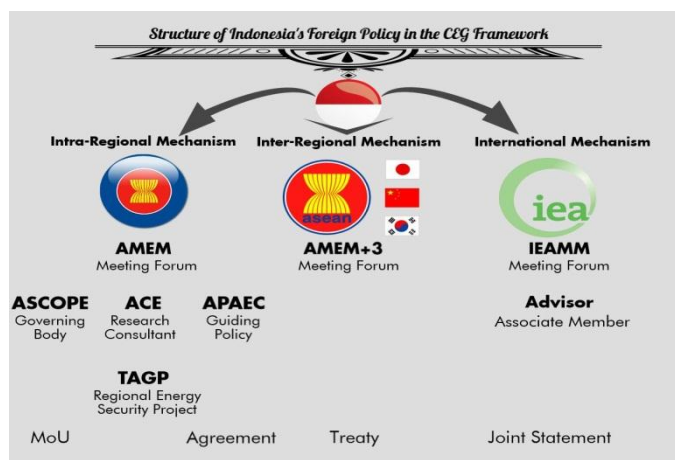 Structure of Indonesia's Foreign Policy in the CEG Framework
Intra-Regional Mechanism
Inter-Regional Mechanism
International Mechanism
asean
iea
AMEM
Meeting Forum
AMEM+3
Meeting Forum
IEAMM
Meeting Forum
ASCOPE
Governing
Body
ACE
Research
Consultant
APAEC
Guiding
Policy
Advisor
Associate Member
TAGP
Regional Energy
Security Project
MoU
Agreement
Treaty
Joint Statement